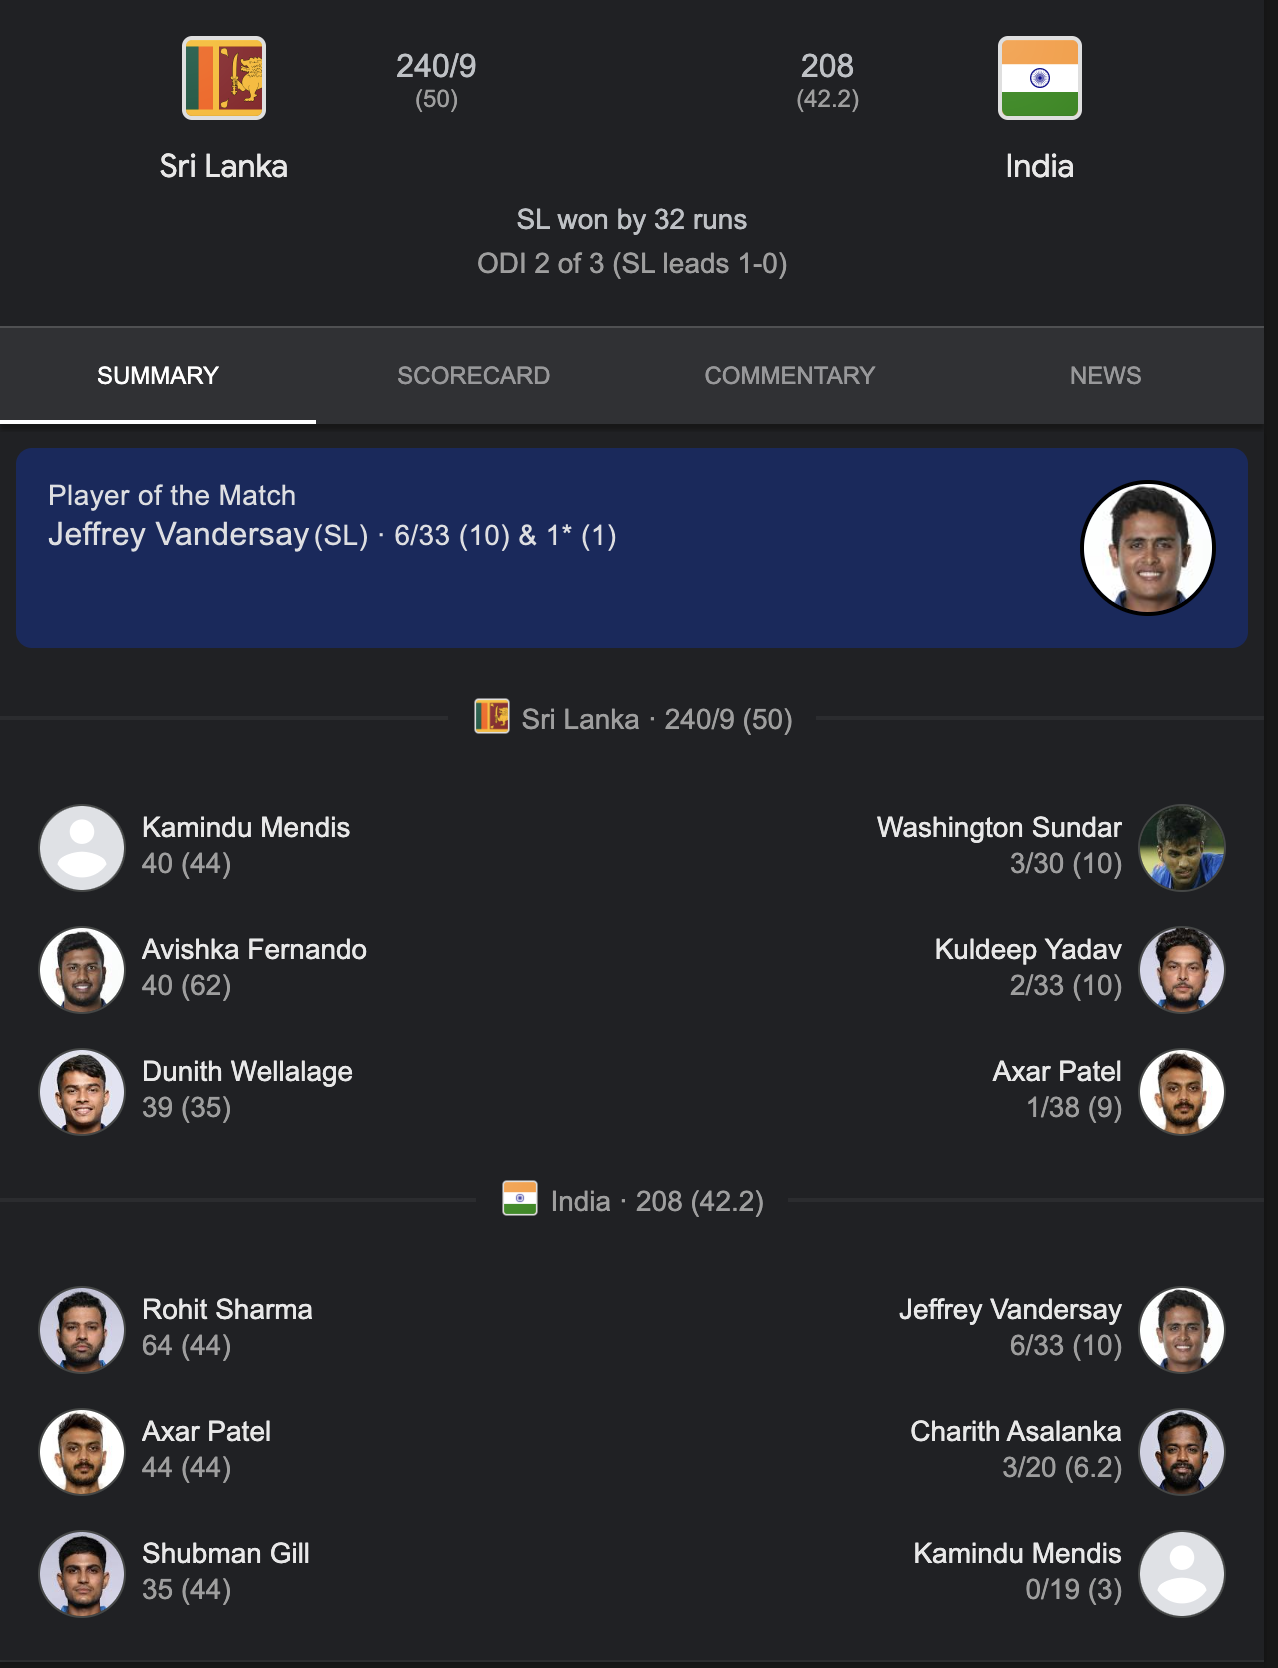 240/9
(50)
208
(42.2)
Sri Lanka
India
SL won by 32 runs
ODI 2 of 3 (SL leads 1-0)
SUMMARY
SCORECARD
COMMENTARY
NEWS
Player of the Match
Jeffrey Vandersay (SL) · 6/33 (10) & 1* (1)
Sri Lanka · 240/9 (50)
Kamindu Mendis
40 (44)
Washington Sundar
3/30 (10)
Avishka Fernando
40 (62)
Kuldeep Yadav
2/33 (10)
Dunith Wellalage
39 (35)
Axar Patel
1/38 (9)
India · 208 (42.2)
Rohit Sharma
64 (44)
Jeffrey Vandersay
6/33 (10)
Axar Patel
44 (44)
Charith Asalanka
3/20 (6.2)
Shubman Gill
35 (44)
Kamindu Mendis
0/19 (3)